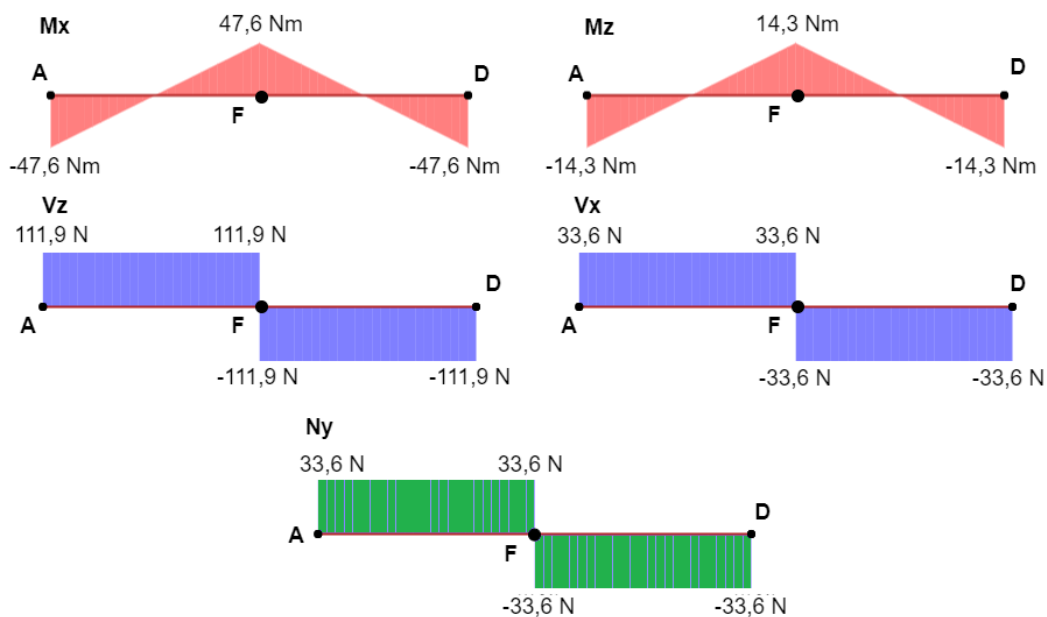 Mx
47,6 Nm
A
D
F
-47,6 Nm
-47,6 Nm
Mz
14,3 Nm
A
D
F
-14,3 Nm
-14,3 Nm
Vz
111,9 N
111,9 N
D
A
F
-111,9 N
-111,9 N
Vx
33,6 N
33,6 N
D
A
F
-33,6 N
-33,6 N
Ny
33,6 N
33,6 N
D
A
F
-33,6 N
-33,6 N